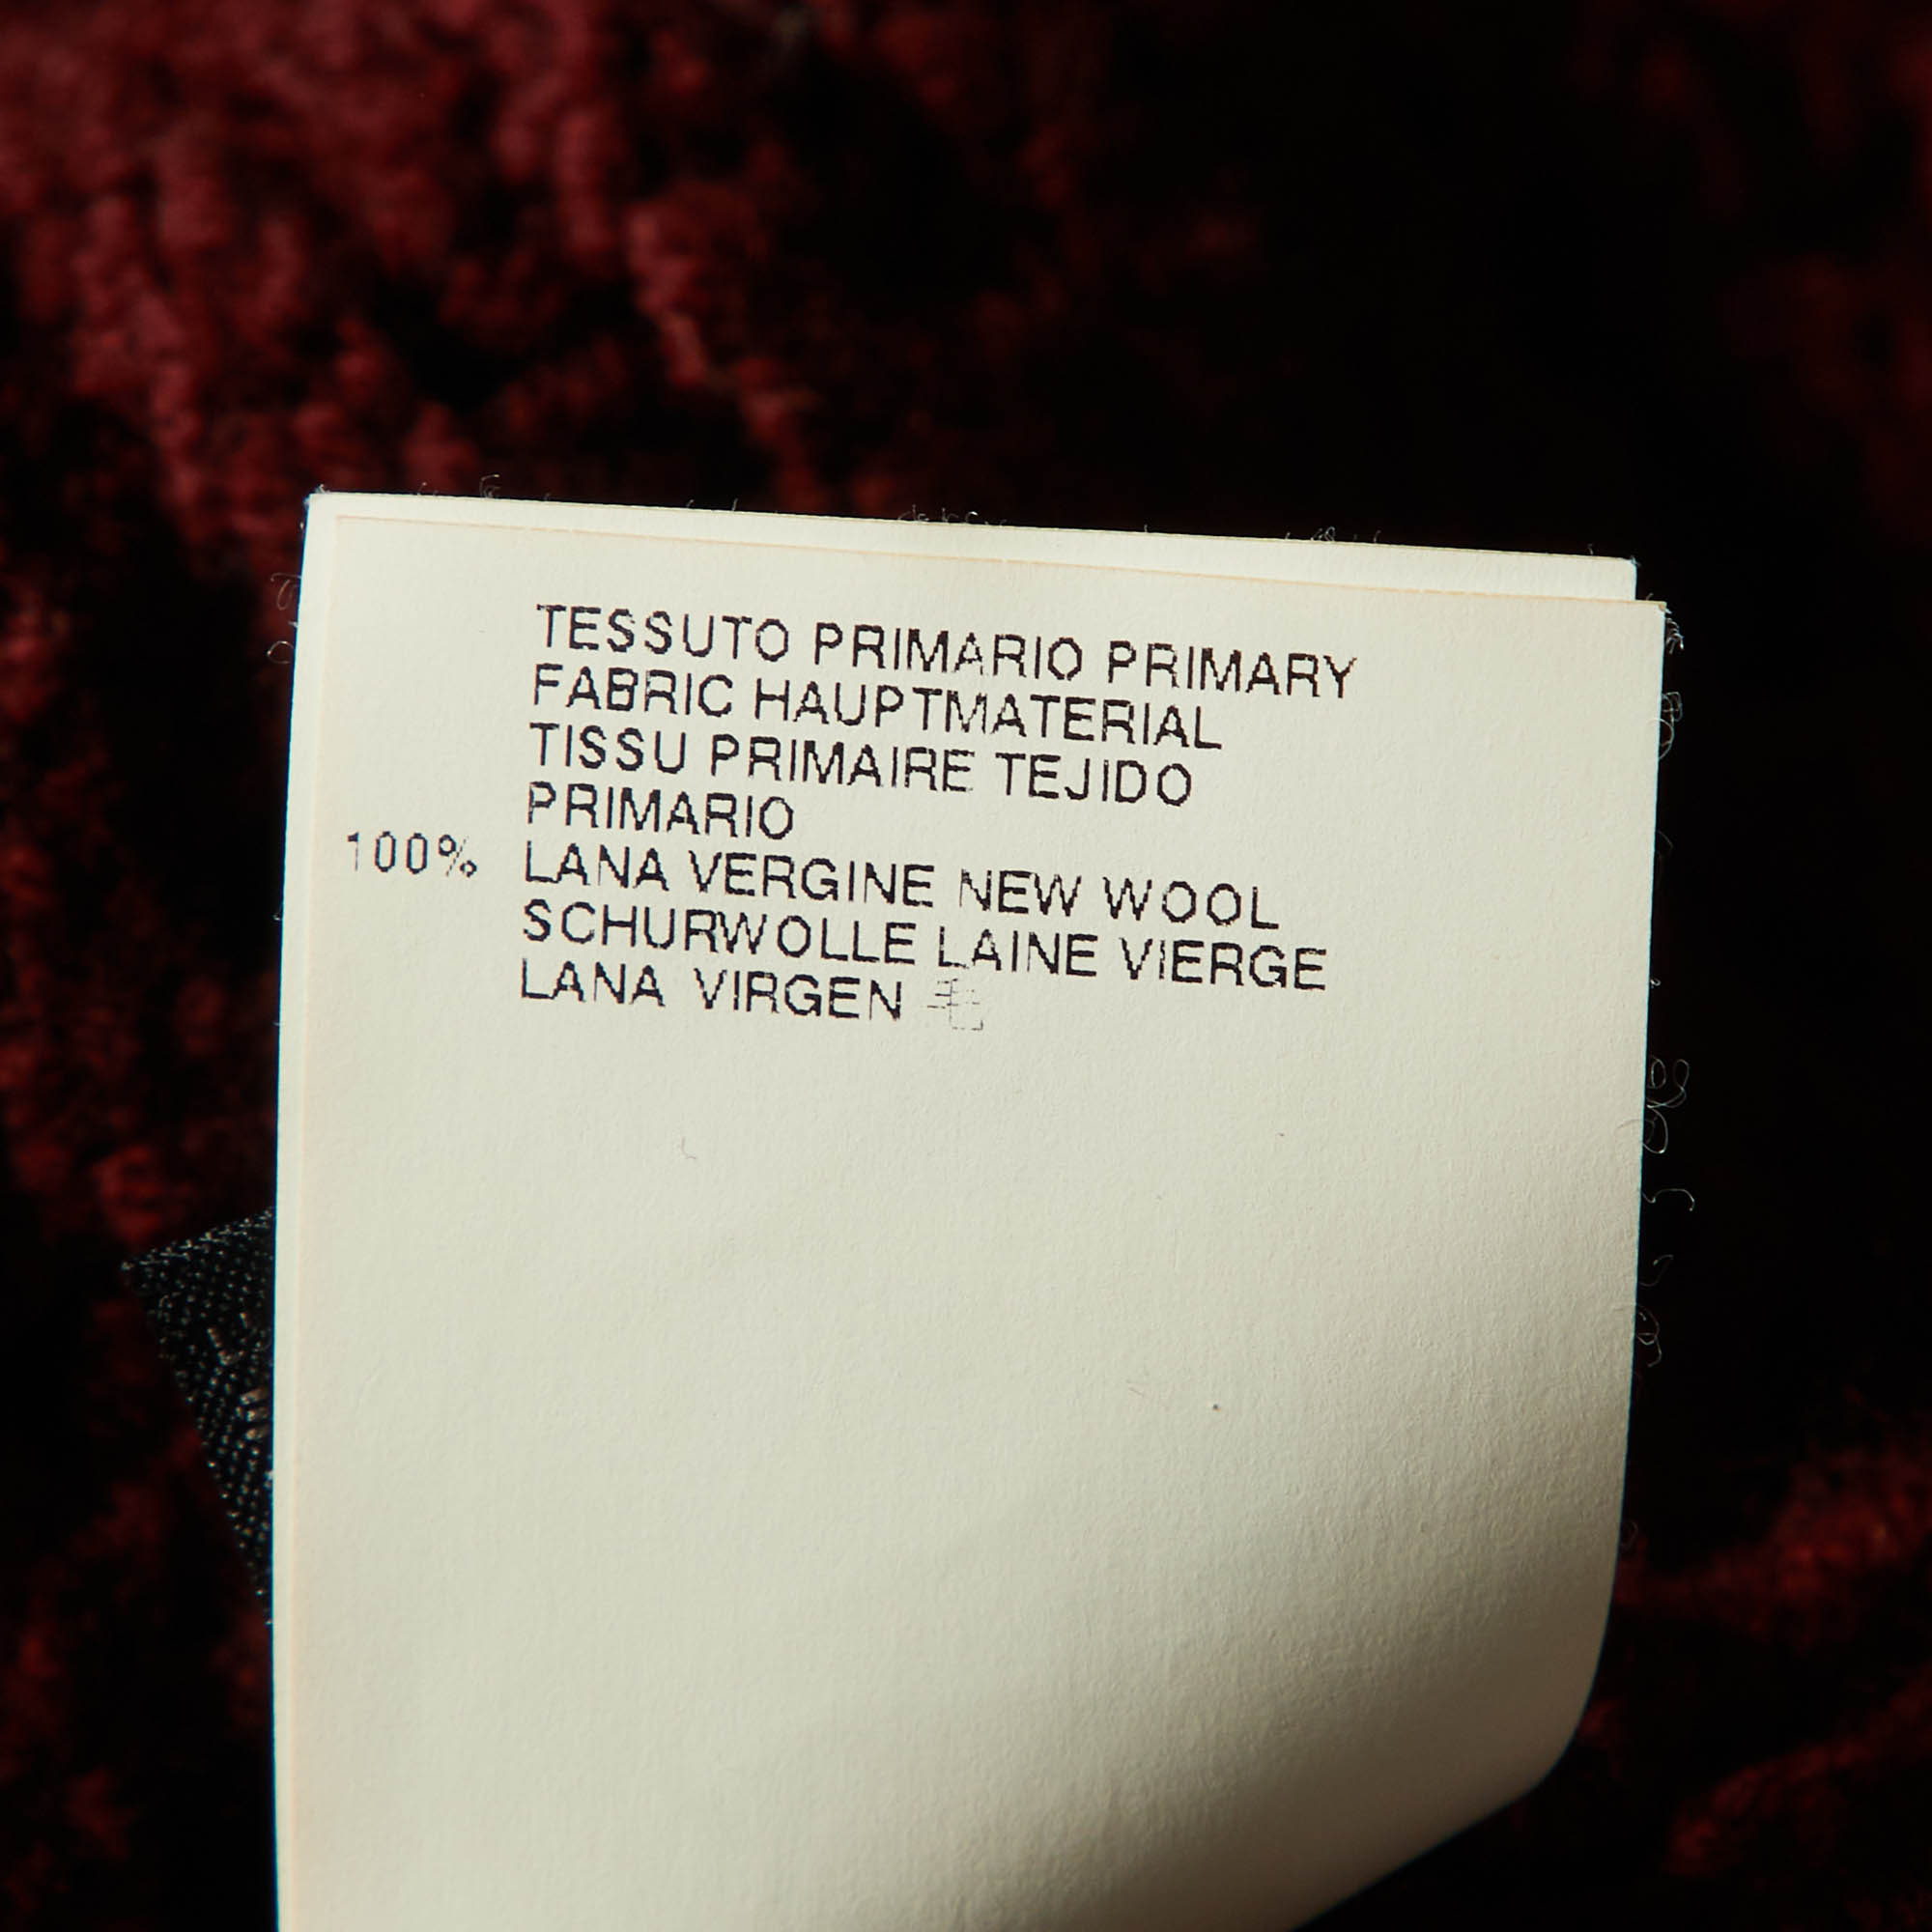 TESSUTO PRIMARIO PRIMARY
FABRIC HAUPTMATERIAL
TISSU PRIMAIRE TEJIDO
PRIMARIO
100% LANA VERGINE NEW WOOL
SCHURWOLLE LAINE VIERGE
LANA VIRGEN 毛